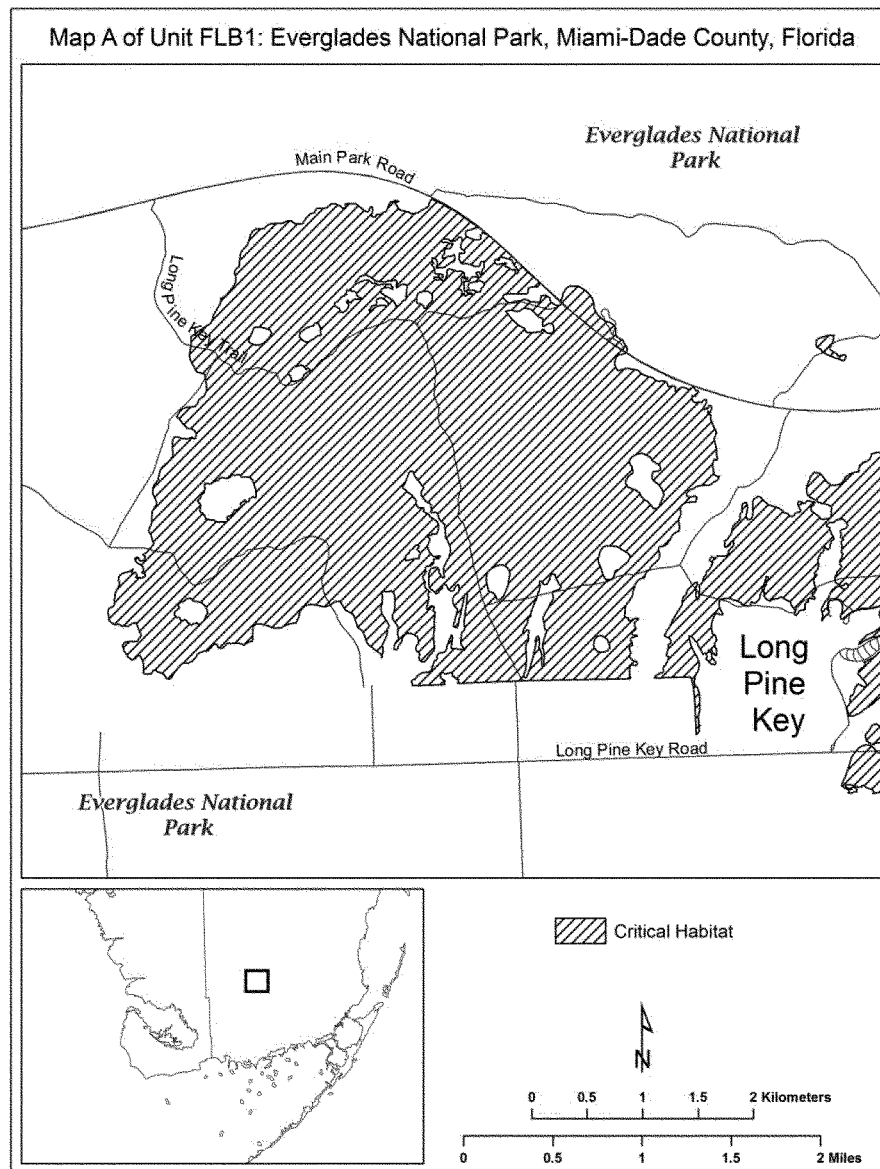 Map A of Unit FLB1: Everglades National Park, Miami-Dade County, Florida
Everglades National
Park
Main Park Road
Long Pine Key Trail
Long
Pine
Key
Long Pine Key Road
Everglades National
Park
Critical Habitat
N
0 0.5 1 1.5 2 Kilometers
0 0.5 1 1.5 2 Miles